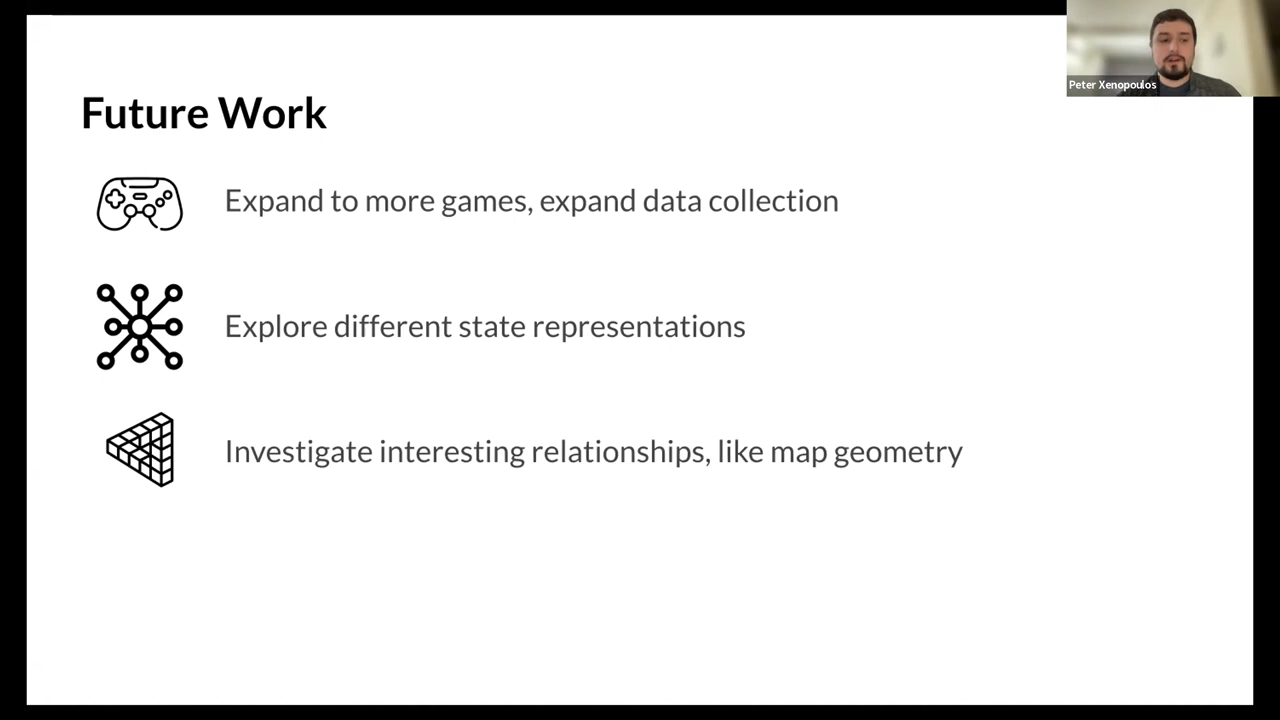 Peter Xenopoulos
Future Work
Expand to more games, expand data collection
Explore different state representations
Investigate interesting relationships, like map geometry